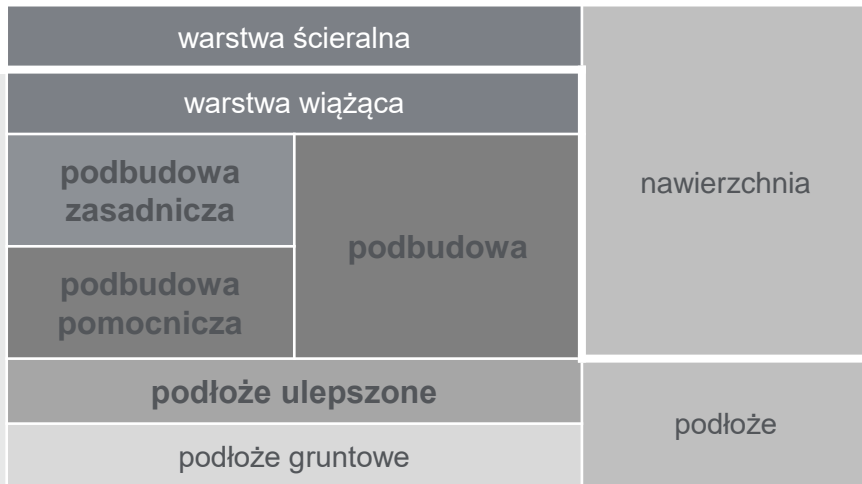 warstwa ścieralna
warstwa wiążąca
podbudowa
zasadnicza
podbudowa
pomocnicza
podbudowa
podłoże ulepszone
podłoże gruntowe
nawierzchnia
podłoże